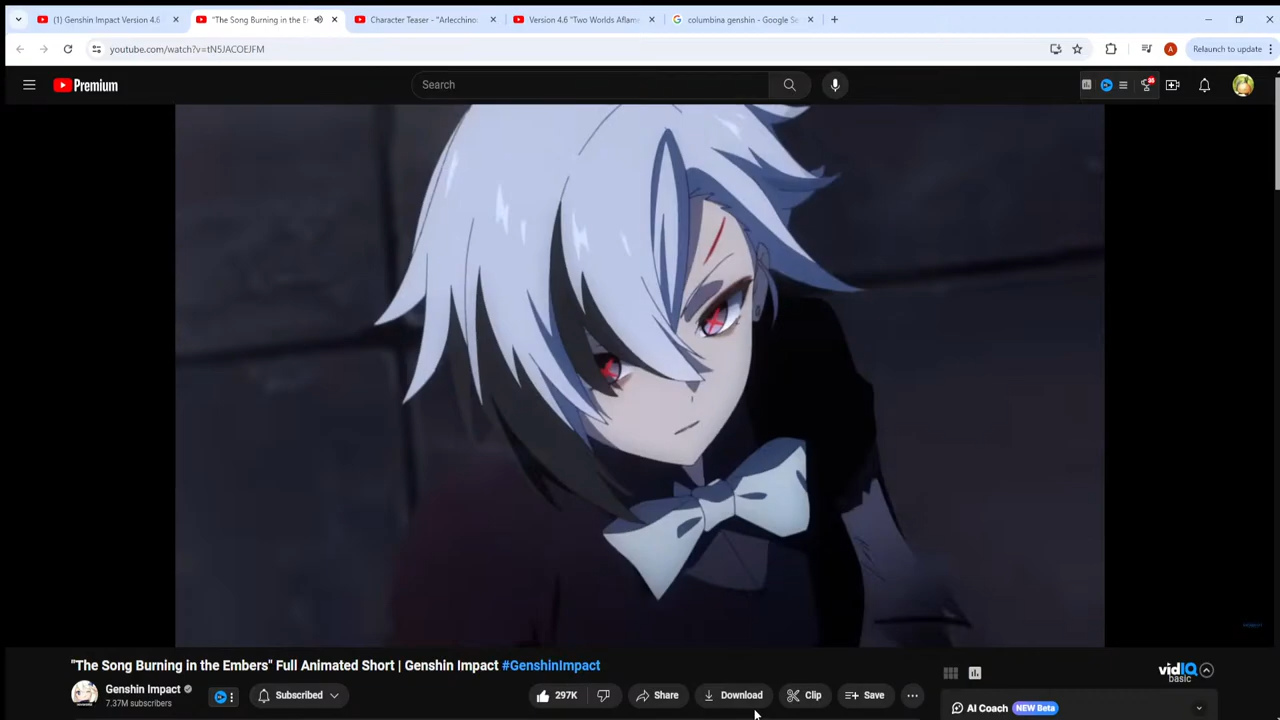 (1) Genshin Impact Version 4.6
"The Song Burning in the E
Character Teaser - "Arlecchino:
Version 4.6 "Two Worlds Aflame
columbina genshin - Google Se
youtube.com/watch?v=tN5JACOEJFM
A
Relaunch to update
Premium
Search
"The Song Burning in the Embers" Full Animated Short | Genshin Impact #GenshinImpact
Genshin Impact
7.37M subscribers
Subscribed
297K
Share
Download
Clip
Save
vidIQ
basic
AI Coach NEW Beta